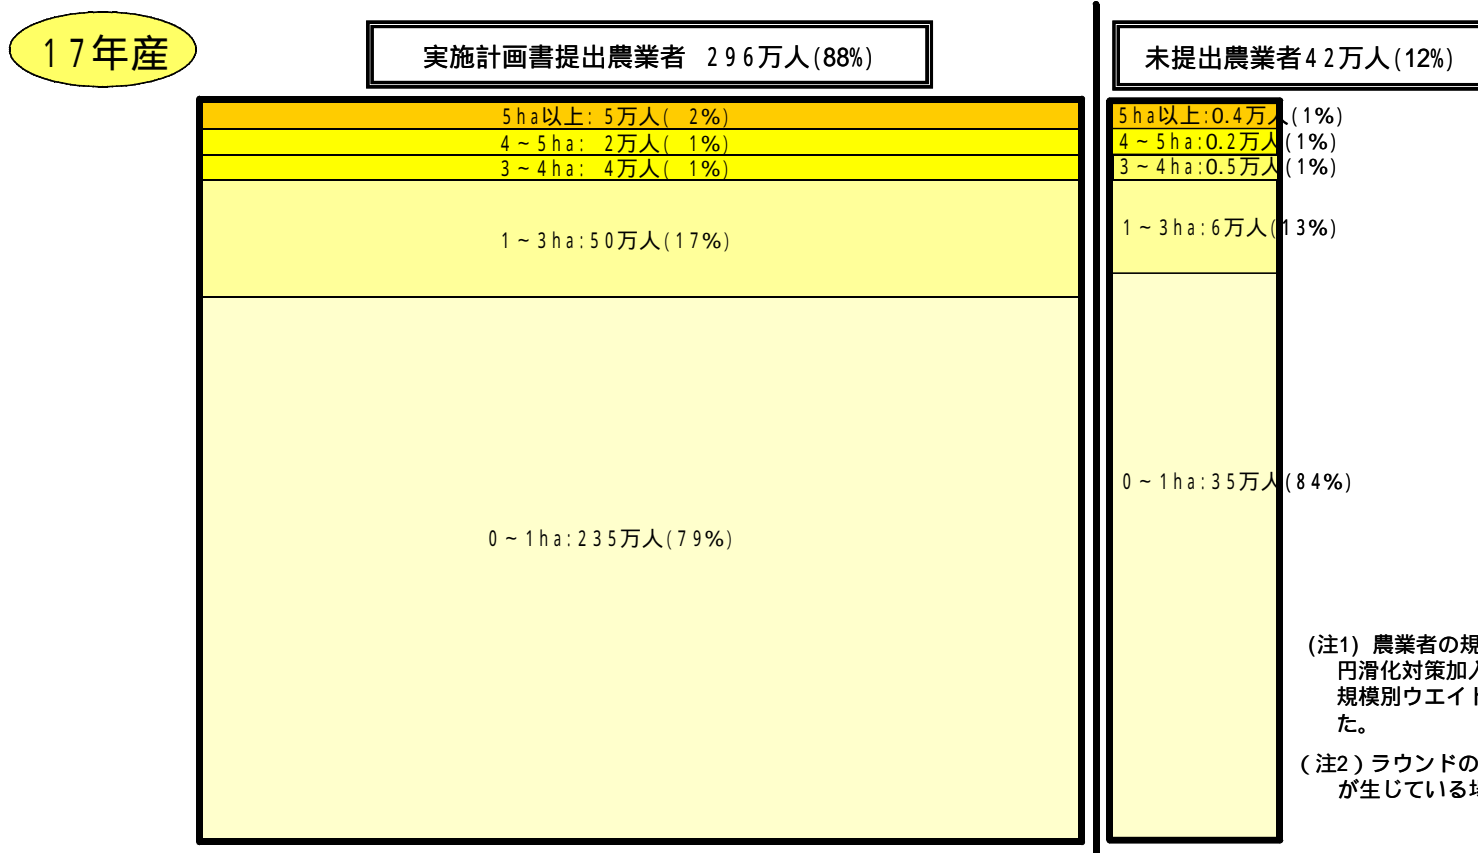 17年産
実施計画書提出農業者 296万人(88%)
5ha以上: 5万人( 2%)
4~5ha: 2万人( 1%)
3~4ha: 4万人( 1%)
1~3ha:50万人(17%)
0~1ha:235万人(79%)
未提出農業者42万人(12%)
5ha以上:0.4万人(1%)
4~5ha:0.2万人(1%)
3~4ha:0.5万人(1%)
1~3ha:6万人(13%)
0~1ha:35万人(84%)
(注1) 農業者の規
円滑化対策加入
規模別ウエイト
た。
(注2)ラウンドの
が生じている場